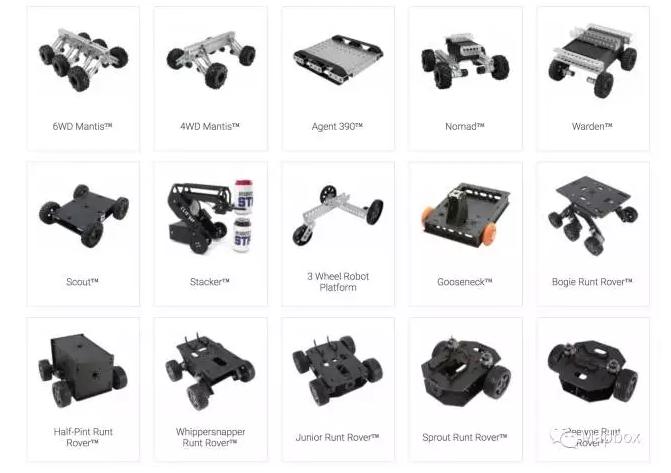 6WD Mantis™
4WD Mantis™
Agent 390™
Nomad™
Warden™
Scout™
Stacker™
3 Wheel Robot
Platform
Gooseneck™
Bogie Runt Rover™
Half-Pint Runt
Rover™
Whippersnapper
Runt Rover™
Junior Runt Rover™
Sprout Runt Rover™
Runt
Rover™